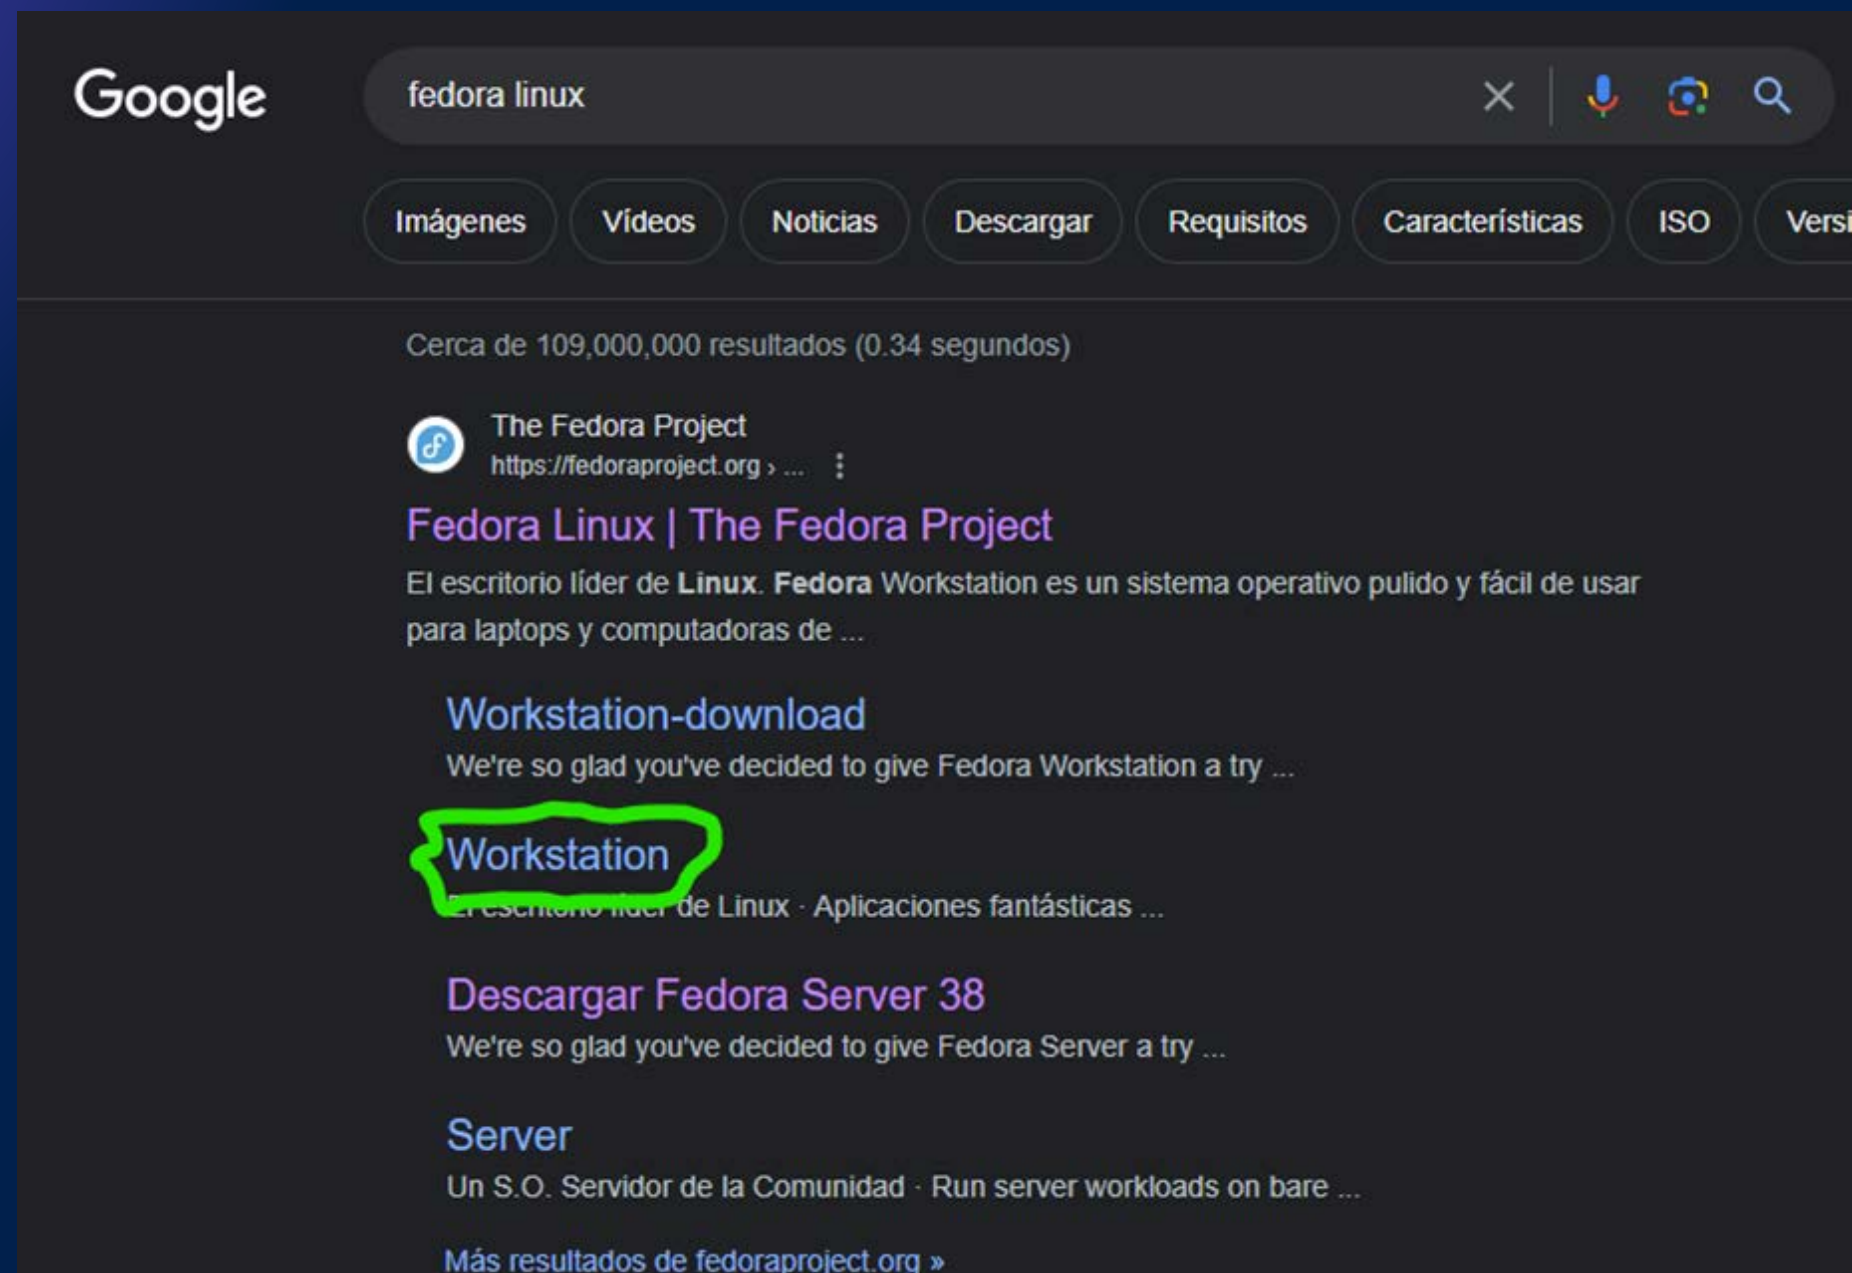 Google
fedora linux
Imágenes Vídeos Noticias Descargar Requisitos Características ISO Versi
Cerca de 109,000,000 resultados (0.34 segundos)
The Fedora Project
https://fedoraproject.org › ...
Fedora Linux | The Fedora Project
El escritorio líder de Linux. Fedora Workstation es un sistema operativo pulido y fácil de usar
para laptops y computadoras de ...
Workstation-download
We're so glad you've decided to give Fedora Workstation a try ...
Workstation
El escritorio líder de Linux · Aplicaciones fantásticas ...
Descargar Fedora Server 38
We're so glad you've decided to give Fedora Server a try ...
Server
Un S.O. Servidor de la Comunidad · Run server workloads on bare ...
Más resultados de fedoraproject.org »